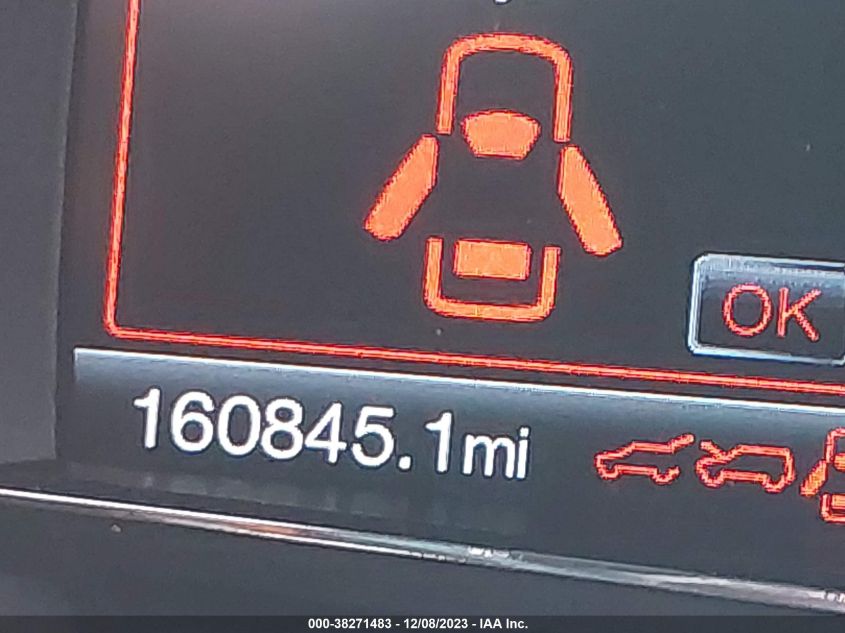 OK
160845.1mi
000-38271483 - 12/08/2023 - IAA Inc.